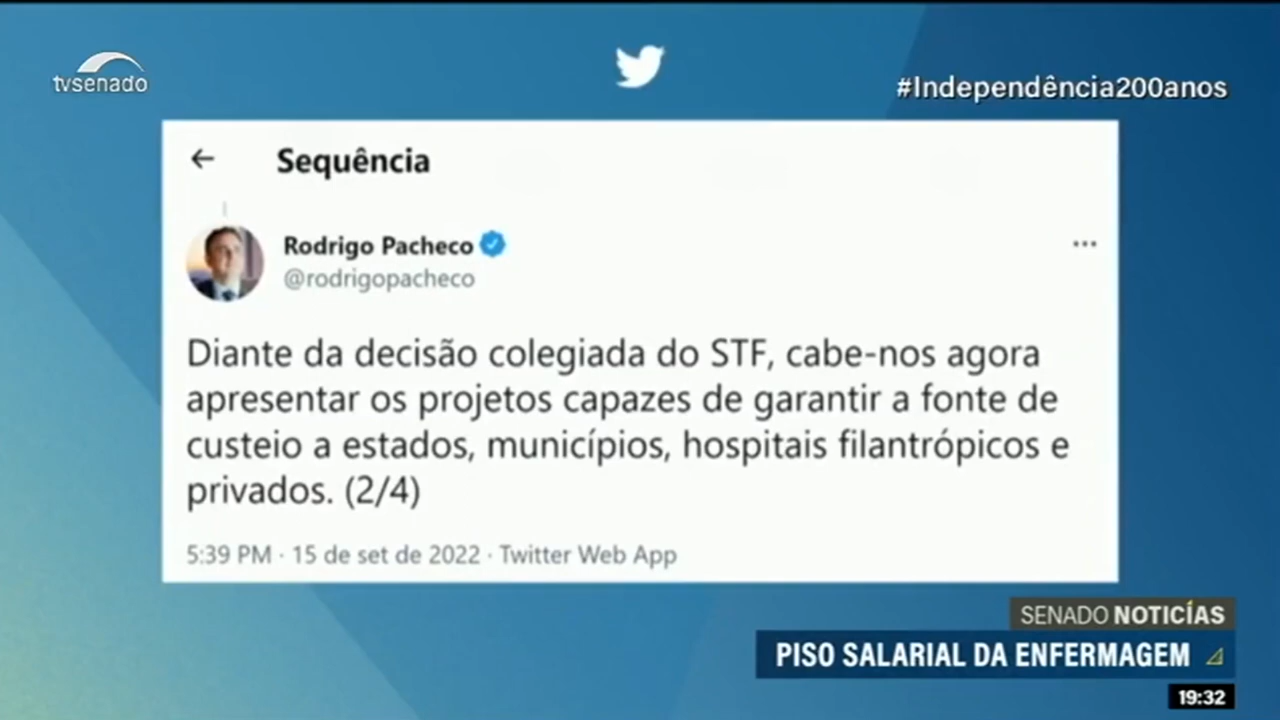 tvsenado
#Independência200anos
Sequência
Rodrigo Pacheco
@rodrigopacheco
Diante da decisão colegiada do STF, cabe-nos agora
apresentar os projetos capazes de garantir a fonte de
custeio a estados, municípios, hospitais filantrópicos e
privados. (2/4)
5:39 PM · 15 de set de 2022 · Twitter Web App
SENADO NOTICÍAS
PISO SALARIAL DA ENFERMAGEM
19:32